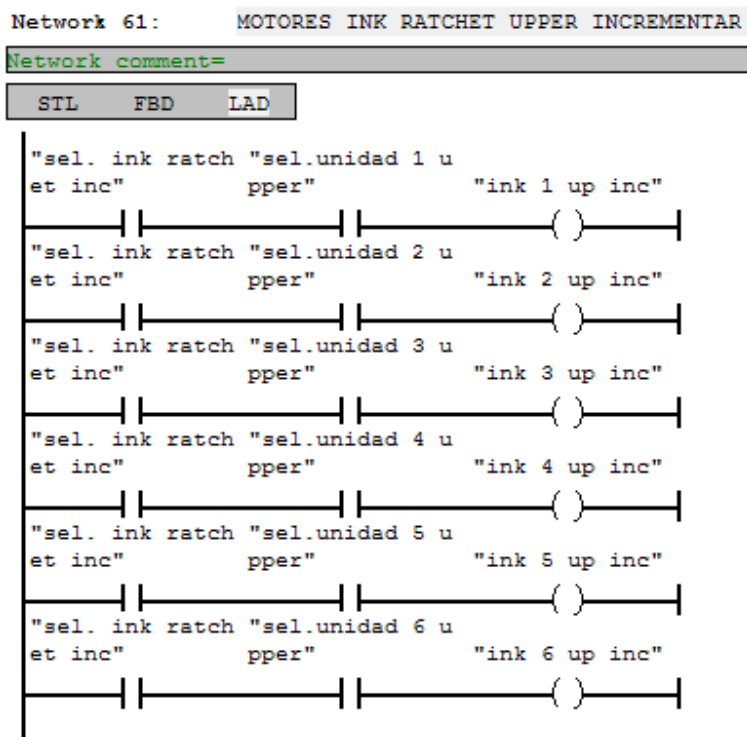 Network 61: MOTORES INK RATCHET UPPER INCREMENTAR
Network comment=
STL FBD LAD
"sel. ink ratch "sel.unidad 1 u
et inc" pper" "ink 1 up inc"
"sel. ink ratch "sel.unidad 2 u
et inc" pper" "ink 2 up inc"
"sel. ink ratch "sel.unidad 3 u
et inc" pper" "ink 3 up inc"
"sel. ink ratch "sel.unidad 4 u
et inc" pper" "ink 4 up inc"
"sel. ink ratch "sel.unidad 5 u
et inc" pper" "ink 5 up inc"
"sel. ink ratch "sel.unidad 6 u
et inc" pper" "ink 6 up inc"